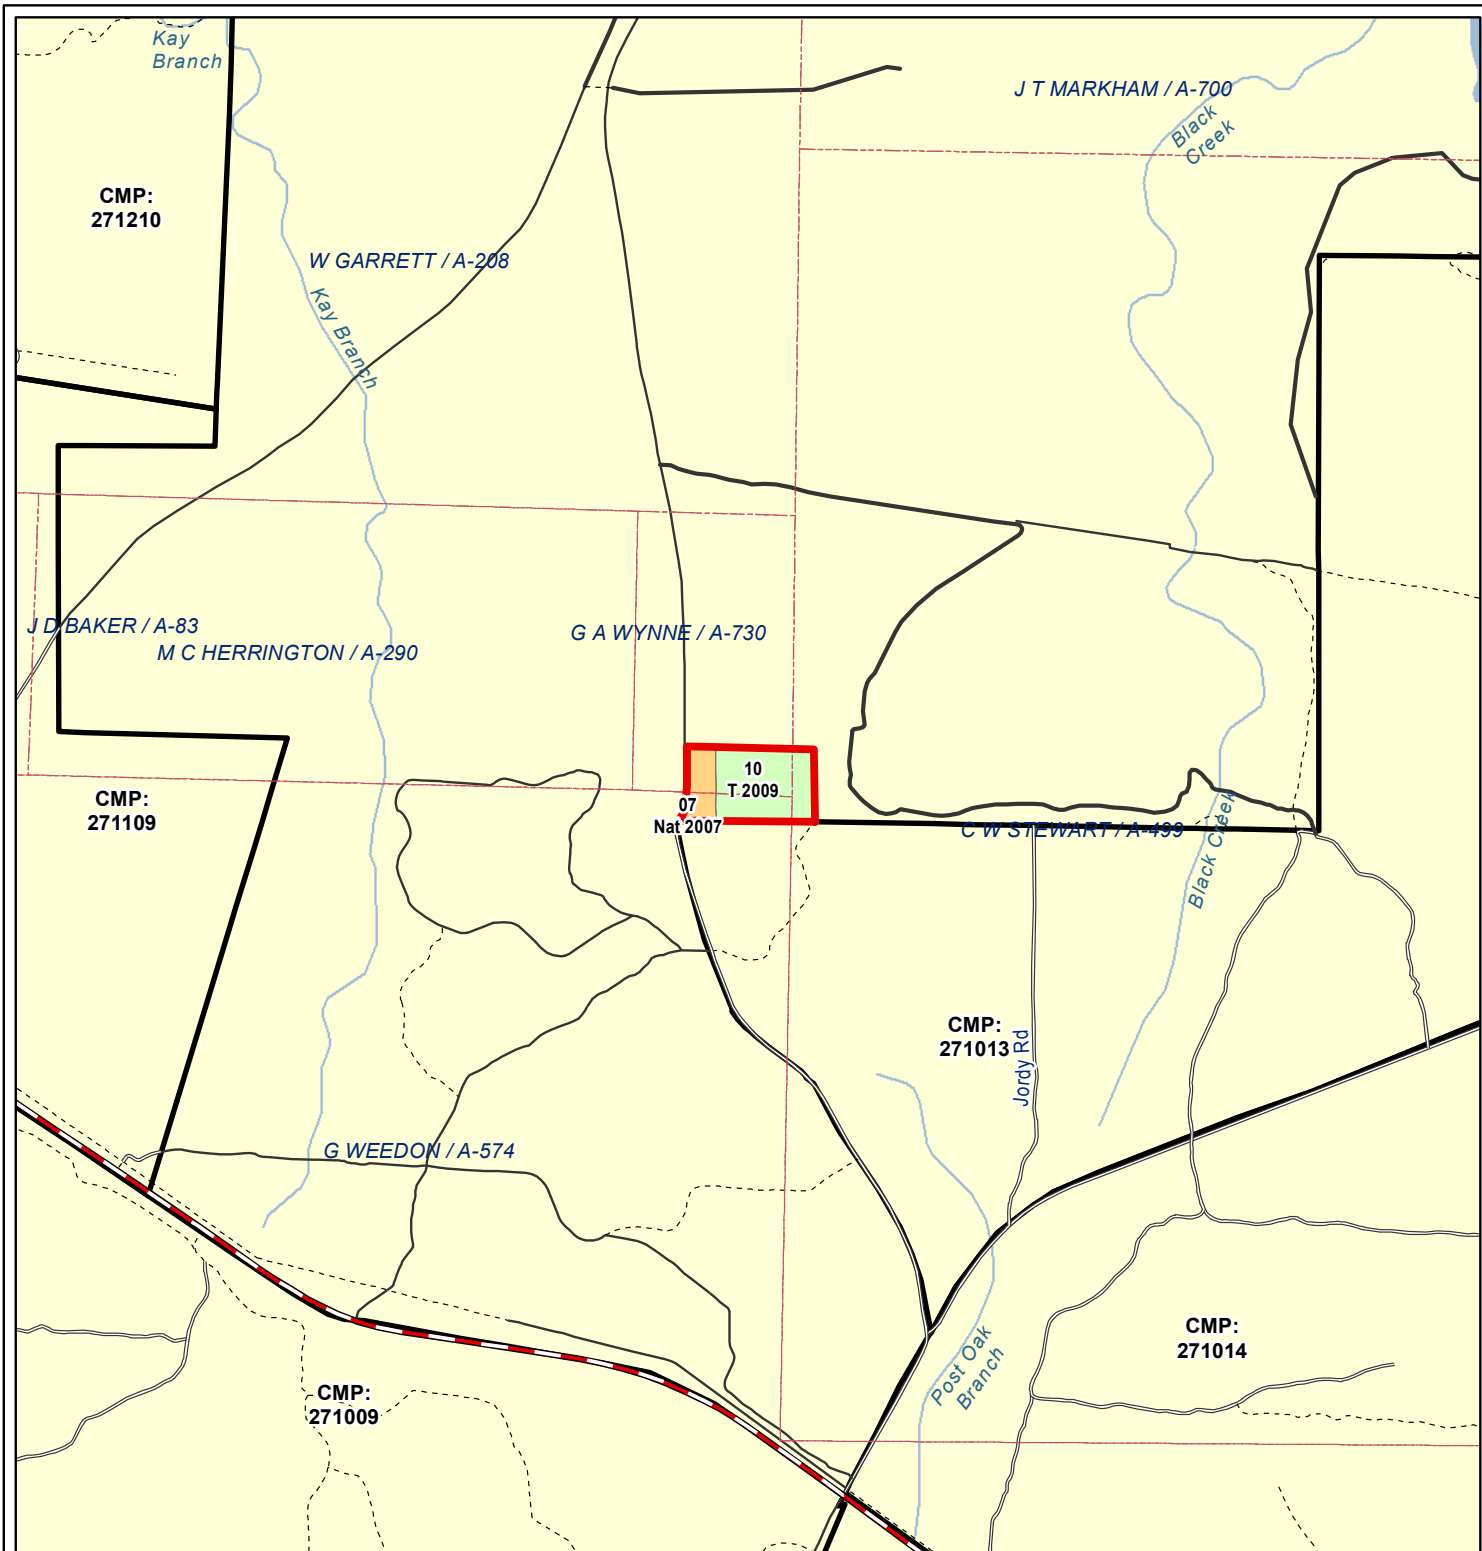 Kay
Branch
J T MARKHAM / A-700
Black
Creek
CMP:
271210
W GARRETT / A-208
Kay Branch
J D BAKER / A-83
M C HERRINGTON / A-290
G A WYNNE / A-730
10
T 2009
07
Nat 2007
CMP:
271109
C W STEWART / A-499
Black Creek
CMP:
271013
Jordy Rd
G WEEDON / A-574
Post Oak
Branch
CMP:
271014
CMP:
271009